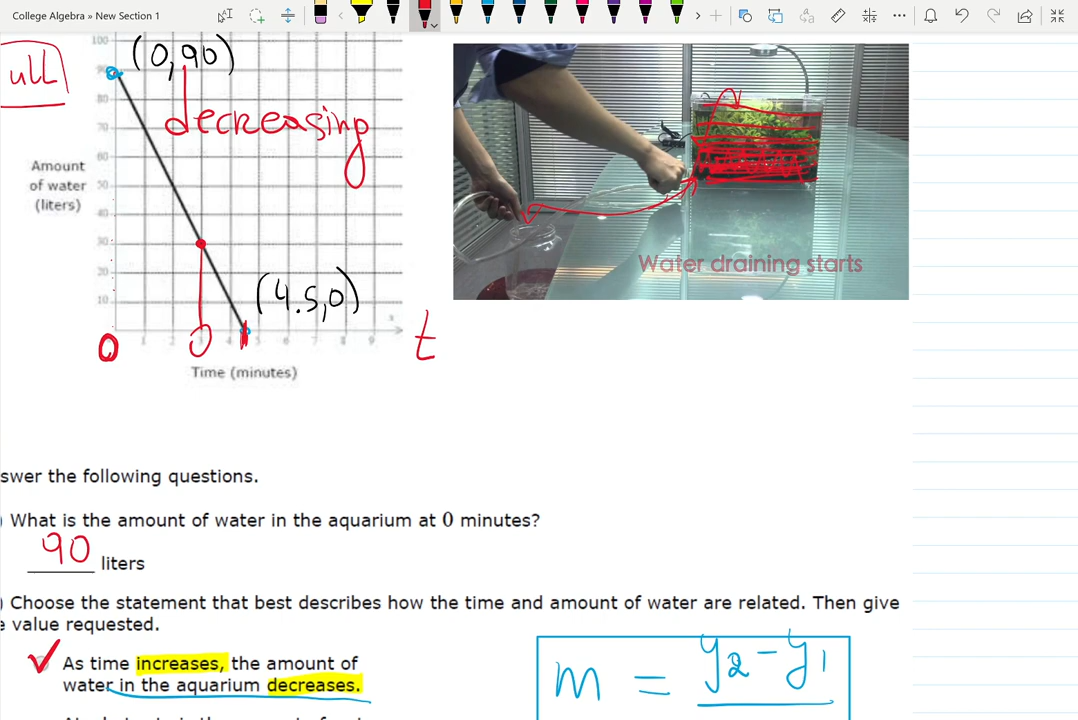 College Algebra » New Section 1
ull
(0,90)
decreasing
100
80
70
60
50
40
30
20
10
Amount
of water
(liters)
(4.5,0)
0
1 2 3 4 5 6 7 8 9
x
t
Time (minutes)
Water draining starts
swer the following questions.
) What is the amount of water in the aquarium at 0 minutes?
90 liters
) Choose the statement that best describes how the time and amount of water are related. Then give
e value requested.
As time increases, the amount of
water in the aquarium decreases.
m = y2 - y1